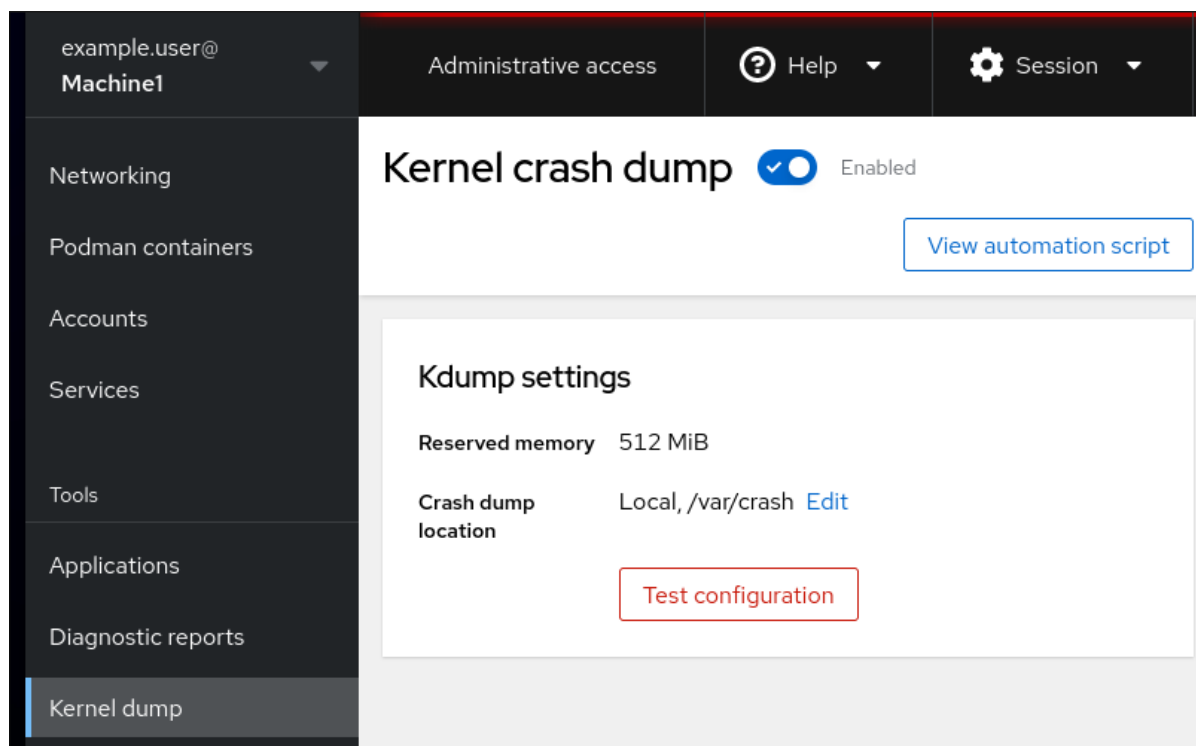 example.user@
Machine1
Administrative access
Help
Session
Networking
Podman containers
Accounts
Services
Tools
Applications
Diagnostic reports
Kernel dump
Kernel crash dump
Enabled
View automation script
Kdump settings
Reserved memory 512 MiB
Crash dump location Local, /var/crash Edit
Test configuration